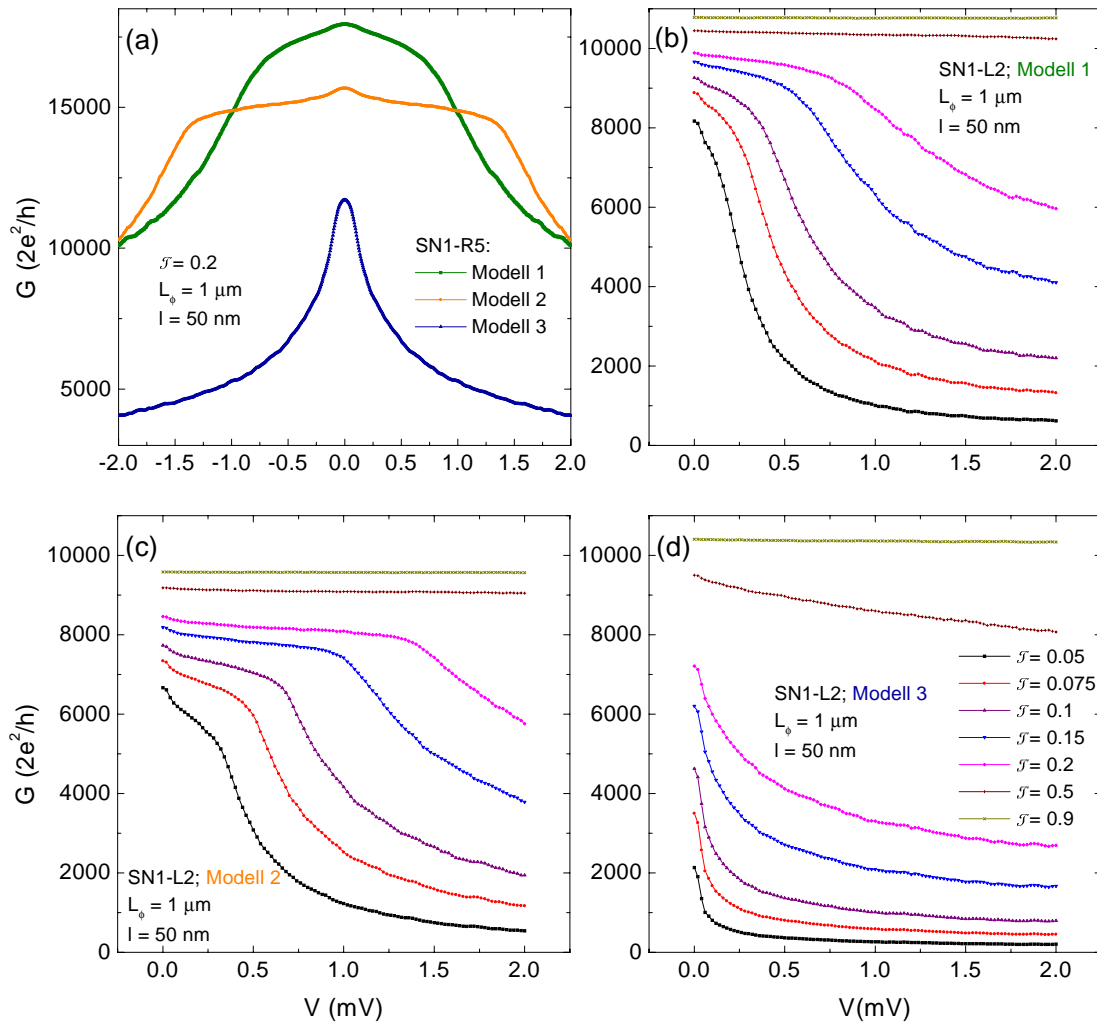 (a)
G (2e²/h)
15000
10000
5000
𝒯= 0.2
L_ϕ = 1 μm
l = 50 nm
SN1-R5:
Modell 1
Modell 2
Modell 3
-2.0 -1.5 -1.0 -0.5 0.0 0.5 1.0 1.5 2.0
(b)
10000
8000
6000
4000
2000
0
SN1-L2; Modell 1
L_ϕ = 1 μm
l = 50 nm
0.0 0.5 1.0 1.5 2.0
(c)
G (2e²/h)
10000
8000
6000
4000
2000
0
SN1-L2; Modell 2
L_ϕ = 1 μm
l = 50 nm
0.0 0.5 1.0 1.5 2.0
V (mV)
(d)
10000
8000
6000
4000
2000
0
SN1-L2; Modell 3
L_ϕ = 1 μm
l = 50 nm
𝒯= 0.05
𝒯= 0.075
𝒯= 0.1
𝒯= 0.15
𝒯= 0.2
𝒯= 0.5
𝒯= 0.9
0.0 0.5 1.0 1.5 2.0
V(mV)